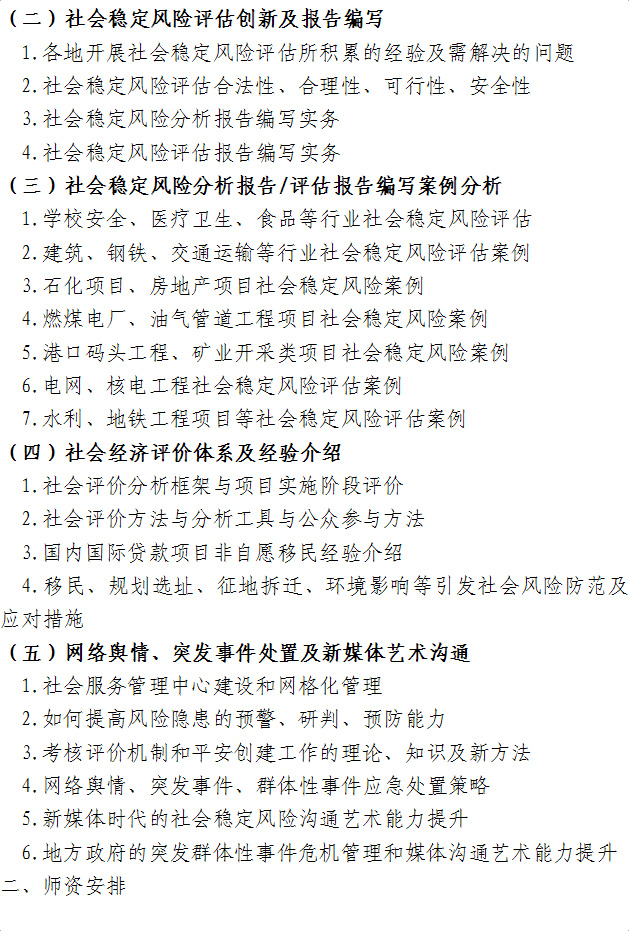 （二）社会稳定风险评估创新及报告编写
1.各地开展社会稳定风险评估所积累的经验及需解决的问题
2.社会稳定风险评估合法性、合理性、可行性、安全性
3.社会稳定风险分析报告编写实务
4.社会稳定风险评估报告编写实务
（三）社会稳定风险分析报告/评估报告编写案例分析
1.学校安全、医疗卫生、食品等行业社会稳定风险评估
2.建筑、钢铁、交通运输等行业社会稳定风险评估案例
3.石化项目、房地产项目社会稳定风险案例
4.燃煤电厂、油气管道工程项目社会稳定风险案例
5.港口码头工程、矿业开采类项目社会稳定风险案例
6.电网、核电工程社会稳定风险评估案例
7.水利、地铁工程项目等社会稳定风险评估案例
（四）社会经济评价体系及经验介绍
1.社会评价分析框架与项目实施阶段评价
2.社会评价方法与分析工具与公众参与方法
3.国内国际贷款项目非自愿移民经验介绍
4.移民、规划选址、征地拆迁、环境影响等引发社会风险防范及
应对措施
（五）网络舆情、突发事件处置及新媒体艺术沟通
1.社会服务管理中心建设和网格化管理
2.如何提高风险隐患的预警、研判、预防能力
3.考核评价机制和平安创建工作的理论、知识及新方法
4.网络舆情、突发事件、群体性事件应急处置策略
5.新媒体时代的社会稳定风险沟通艺术能力提升
6.地方政府的突发群体性事件危机管理和媒体沟通艺术能力提升
二、师资安排